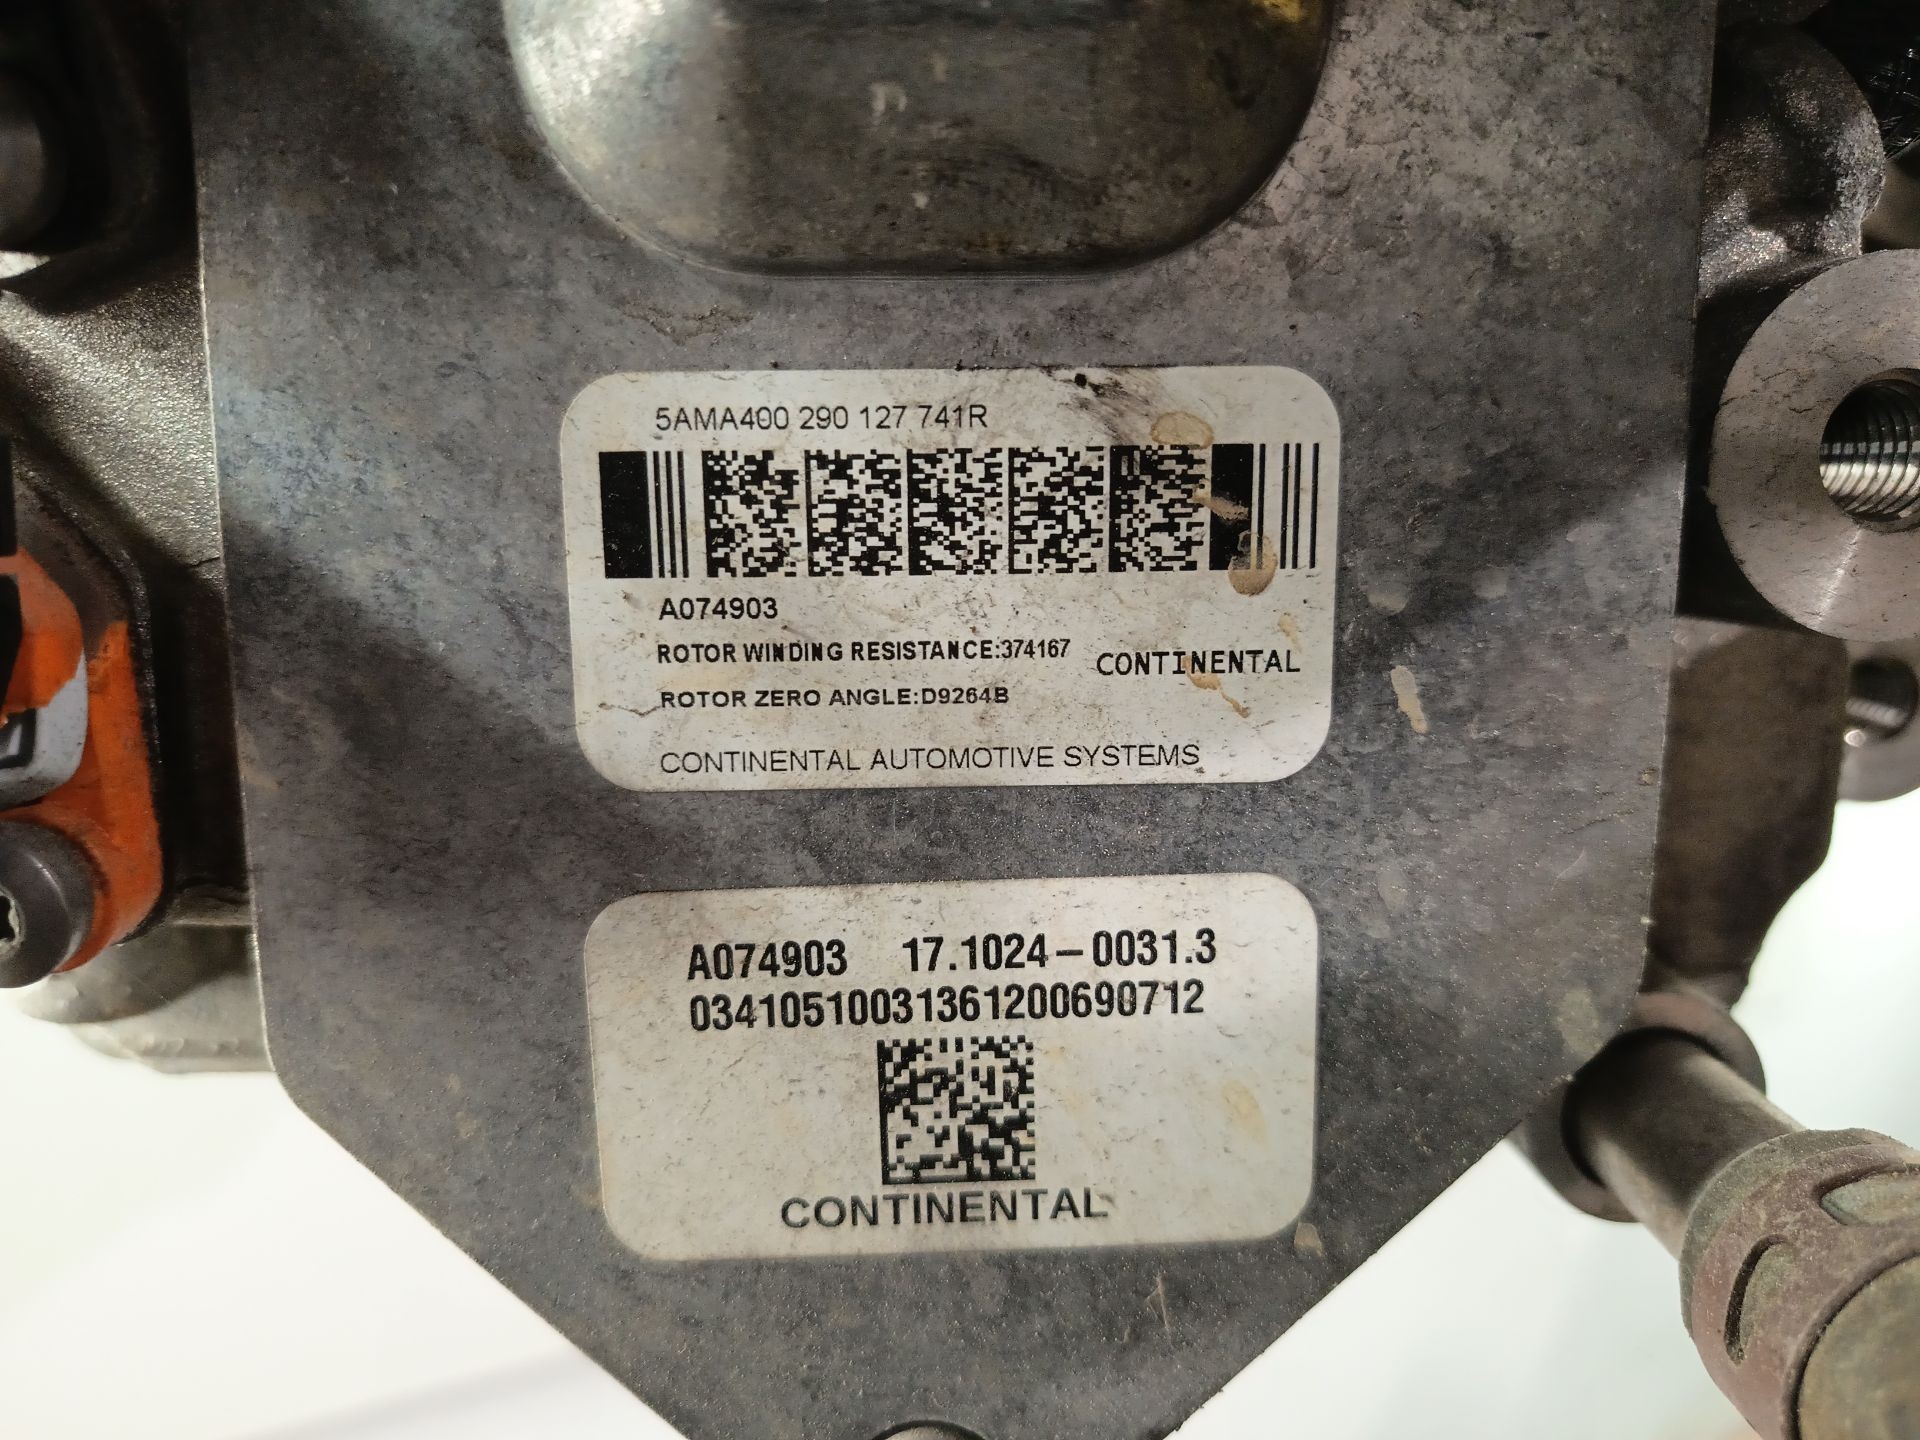 5AMA400 290 127 741R
A074903
ROTOR WINDING RESISTANCE:374167
CONTINENTAL
ROTOR ZERO ANGLE:D9264B
CONTINENTAL AUTOMOTIVE SYSTEMS
A074903 17.1024-0031.3
03410510031361200690712
CONTINENTAL